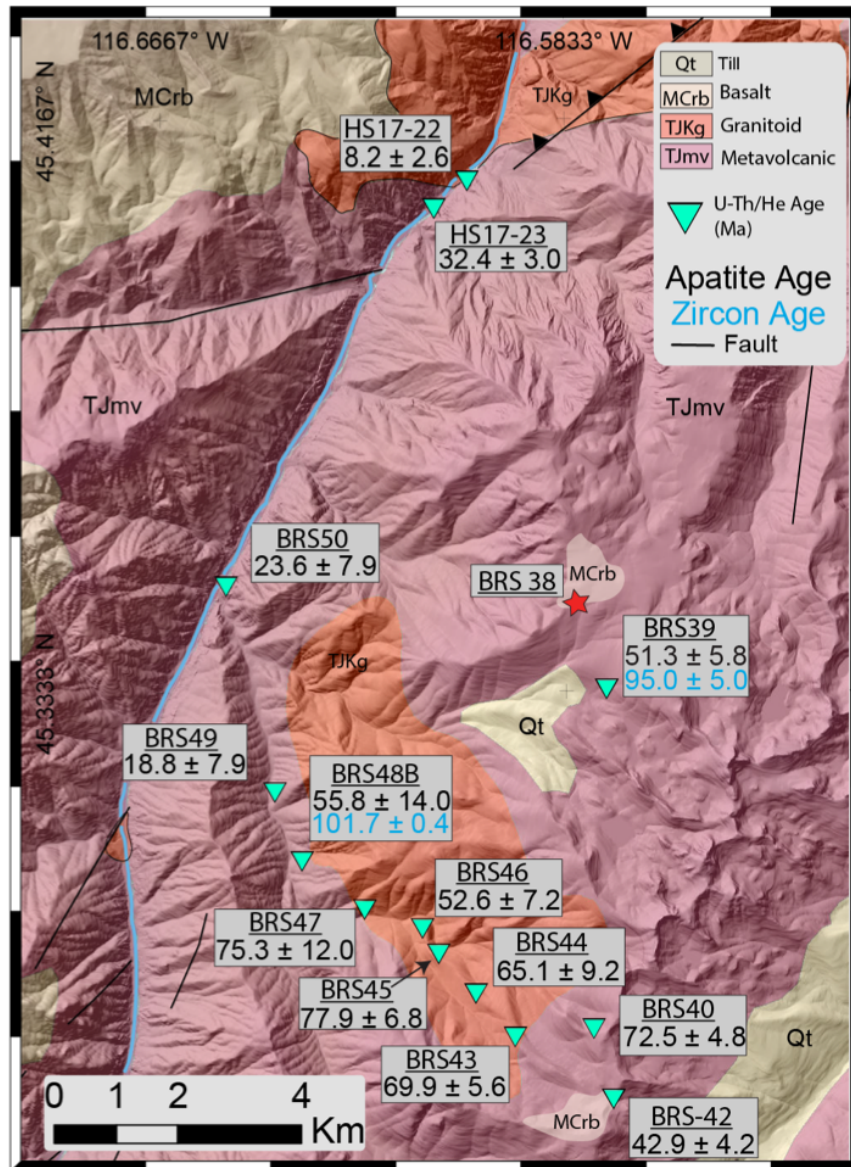 116.6667° W
116.5833° W
45.4167° N
45.3333° N
MCrb
TJKg
Qt Till
MCrb Basalt
TJKg Granitoid
TJmv Metavolcanic
U-Th/He Age
(Ma)
Apatite Age
Zircon Age
Fault
HS17-22
8.2 ± 2.6
HS17-23
32.4 ± 3.0
TJmv
TJmv
BRS50
23.6 ± 7.9
BRS 38
MCrb
TJKg
BRS39
51.3 ± 5.8
95.0 ± 5.0
Qt
BRS49
18.8 ± 7.9
BRS48B
55.8 ± 14.0
101.7 ± 0.4
BRS46
52.6 ± 7.2
BRS47
75.3 ± 12.0
BRS44
65.1 ± 9.2
BRS45
77.9 ± 6.8
BRS40
72.5 ± 4.8
Qt
BRS43
69.9 ± 5.6
MCrb
BRS-42
42.9 ± 4.2
0 1 2 4
Km